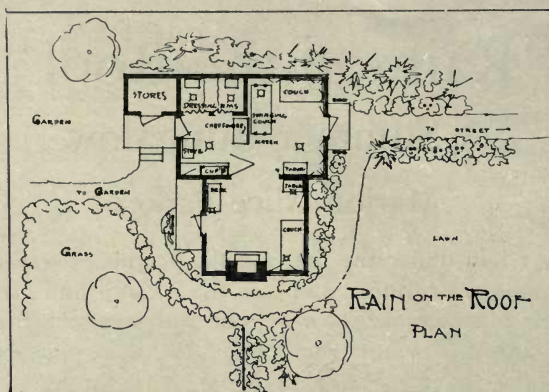 STORES
DRESSING RMS
COUCH
SWINGING
COUCH
CHEFFONIER
SCREEN
GARDEN
TO STREET
STOVE
CUP'D
TABLE
TO GARDEN
DESK
TABLE
GRASS
COUCH
LAWN
RAIN ON THE ROOF
PLAN